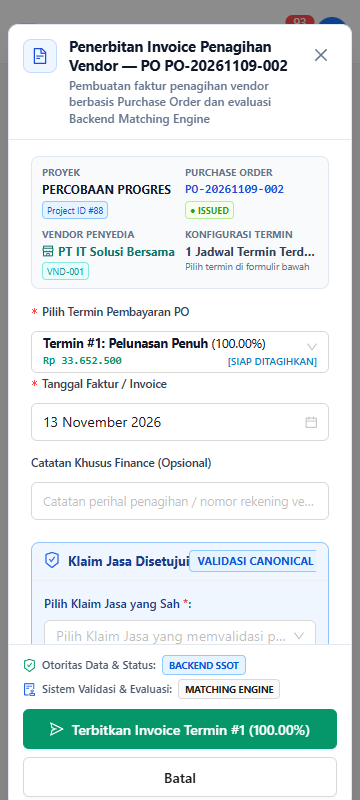 93
Penerbitan Invoice Penagihan
Vendor — PO PO-20261109-002
Pembuatan faktur penagihan vendor
berbasis Purchase Order dan evaluasi
Backend Matching Engine
PROYEK
PERCOBAAN PROGRES
Project ID #88
PURCHASE ORDER
PO-20261109-002
● ISSUED
VENDOR PENYEDIA
PT IT Solusi Bersama
VND-001
KONFIGURASI TERMIN
1 Jadwal Termin Terd...
Pilih termin di formulir bawah
* Pilih Termin Pembayaran PO
Termin #1: Pelunasan Penuh (100.00%)
Rp 33.652.500 [SIAP DITAGIHKAN]
* Tanggal Faktur / Invoice
13 November 2026
Catatan Khusus Finance (Opsional)
Catatan perihal penagihan / nomor rekening ve...
Klaim Jasa Disetujui VALIDASI CANONICAL
Pilih Klaim Jasa yang Sah *:
Pilih Klaim Jasa yang memvalidasi p...
Otoritas Data & Status: BACKEND SSOT
Sistem Validasi & Evaluasi: MATCHING ENGINE
Terbitkan Invoice Termin #1 (100.00%)
Batal